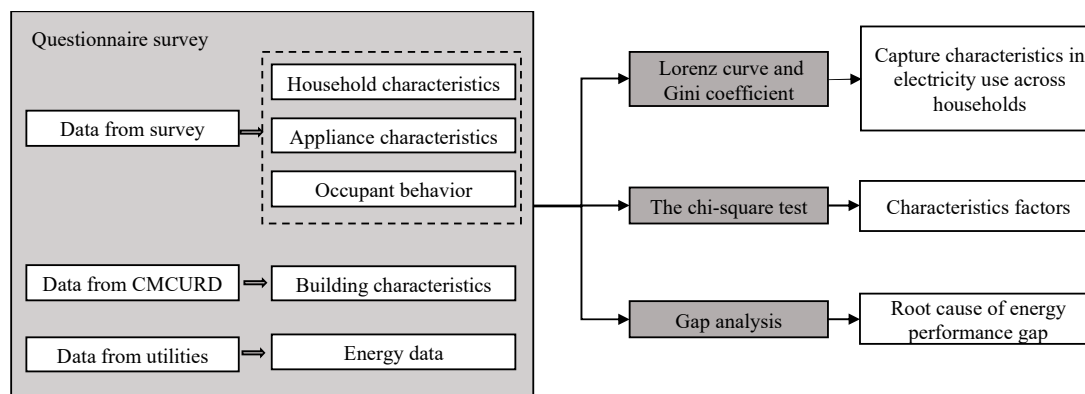 Questionnaire survey
Data from survey
Household characteristics
Appliance characteristics
Occupant behavior
Data from CMCURD
Building characteristics
Data from utilities
Energy data
Lorenz curve and
Gini coefficient
Capture characteristics in
electricity use across
households
The chi-square test
Characteristics factors
Gap analysis
Root cause of energy
performance gap